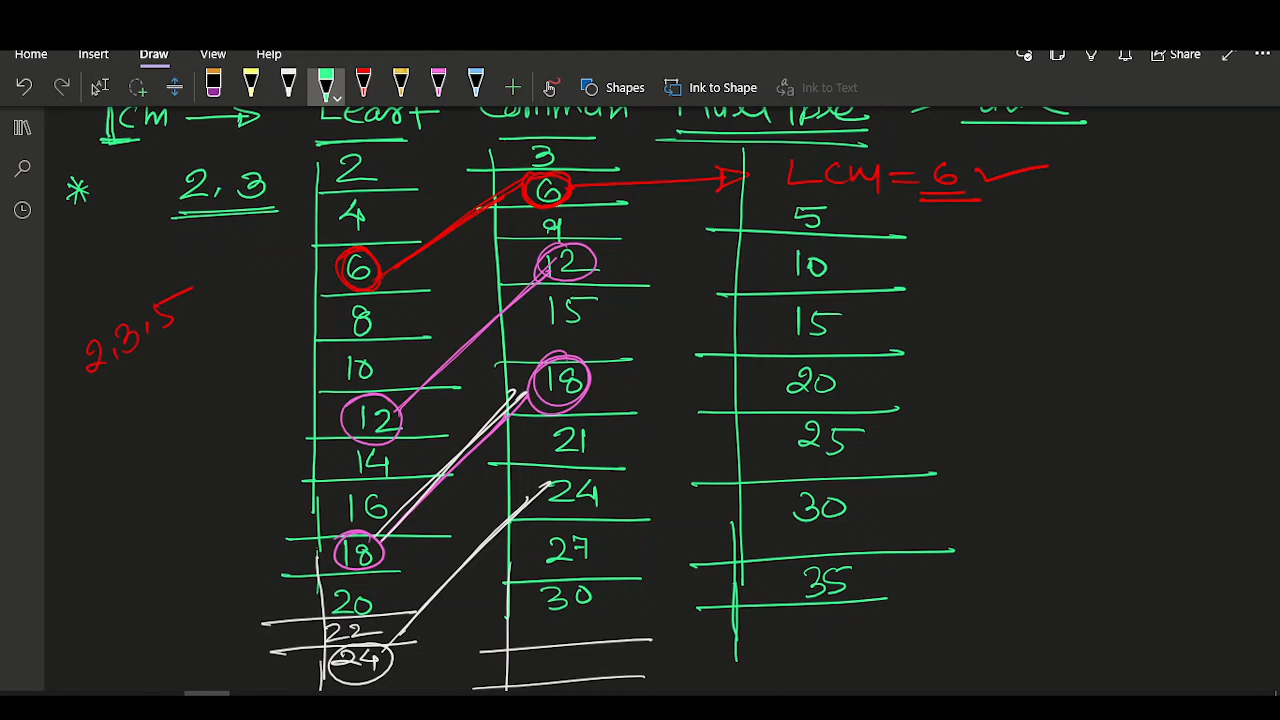 Home Insert Draw View Help Share
Shapes Ink to Shape Ink to Text
LCM → Least Common Multiple
* 2, 3 2 3 LCM = 6 ✓
4 6 5
6 9 10
8 12 15
10 15 20
12 18 25
14 21 30
16 24 35
18 27
20 30
22
24
2, 3, 5